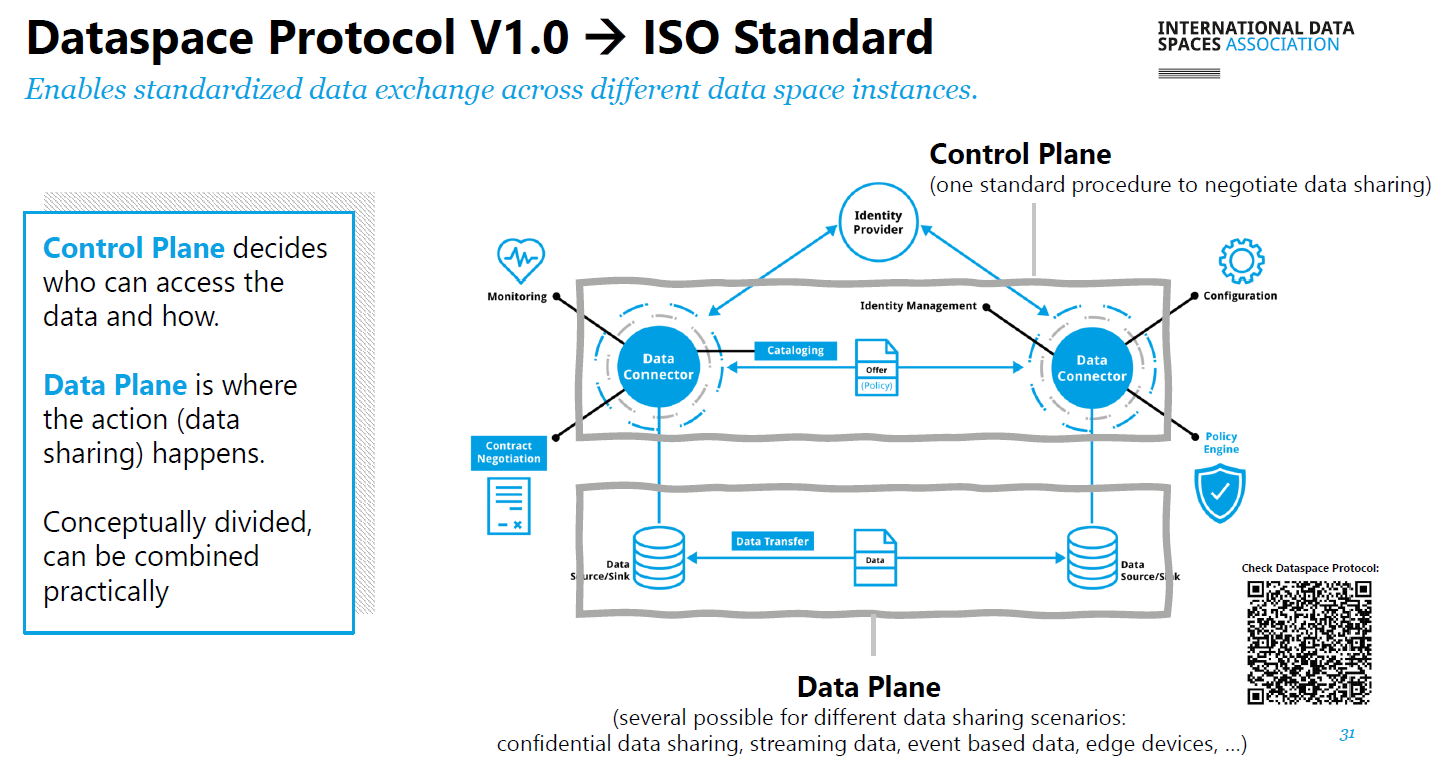 Dataspace Protocol V1.0 → ISO Standard
INTERNATIONAL DATA
SPACES ASSOCIATION
Enables standardized data exchange across different data space instances.
Control Plane decides
who can access the
data and how.
Data Plane is where
the action (data
sharing) happens.
Conceptually divided,
can be combined
practically
Control Plane
(one standard procedure to negotiate data sharing)
Identity
Provider
Monitoring
Identity Management
Configuration
Data
Connector
Cataloging
Offer
(Policy)
Data
Connector
Contract
Negotiation
Policy
Engine
Data
Source/Sink
Data Transfer
Data
Data
Source/Sink
Check Dataspace Protocol:
Data Plane
(several possible for different data sharing scenarios:
confidential data sharing, streaming data, event based data, edge devices, ...)
31